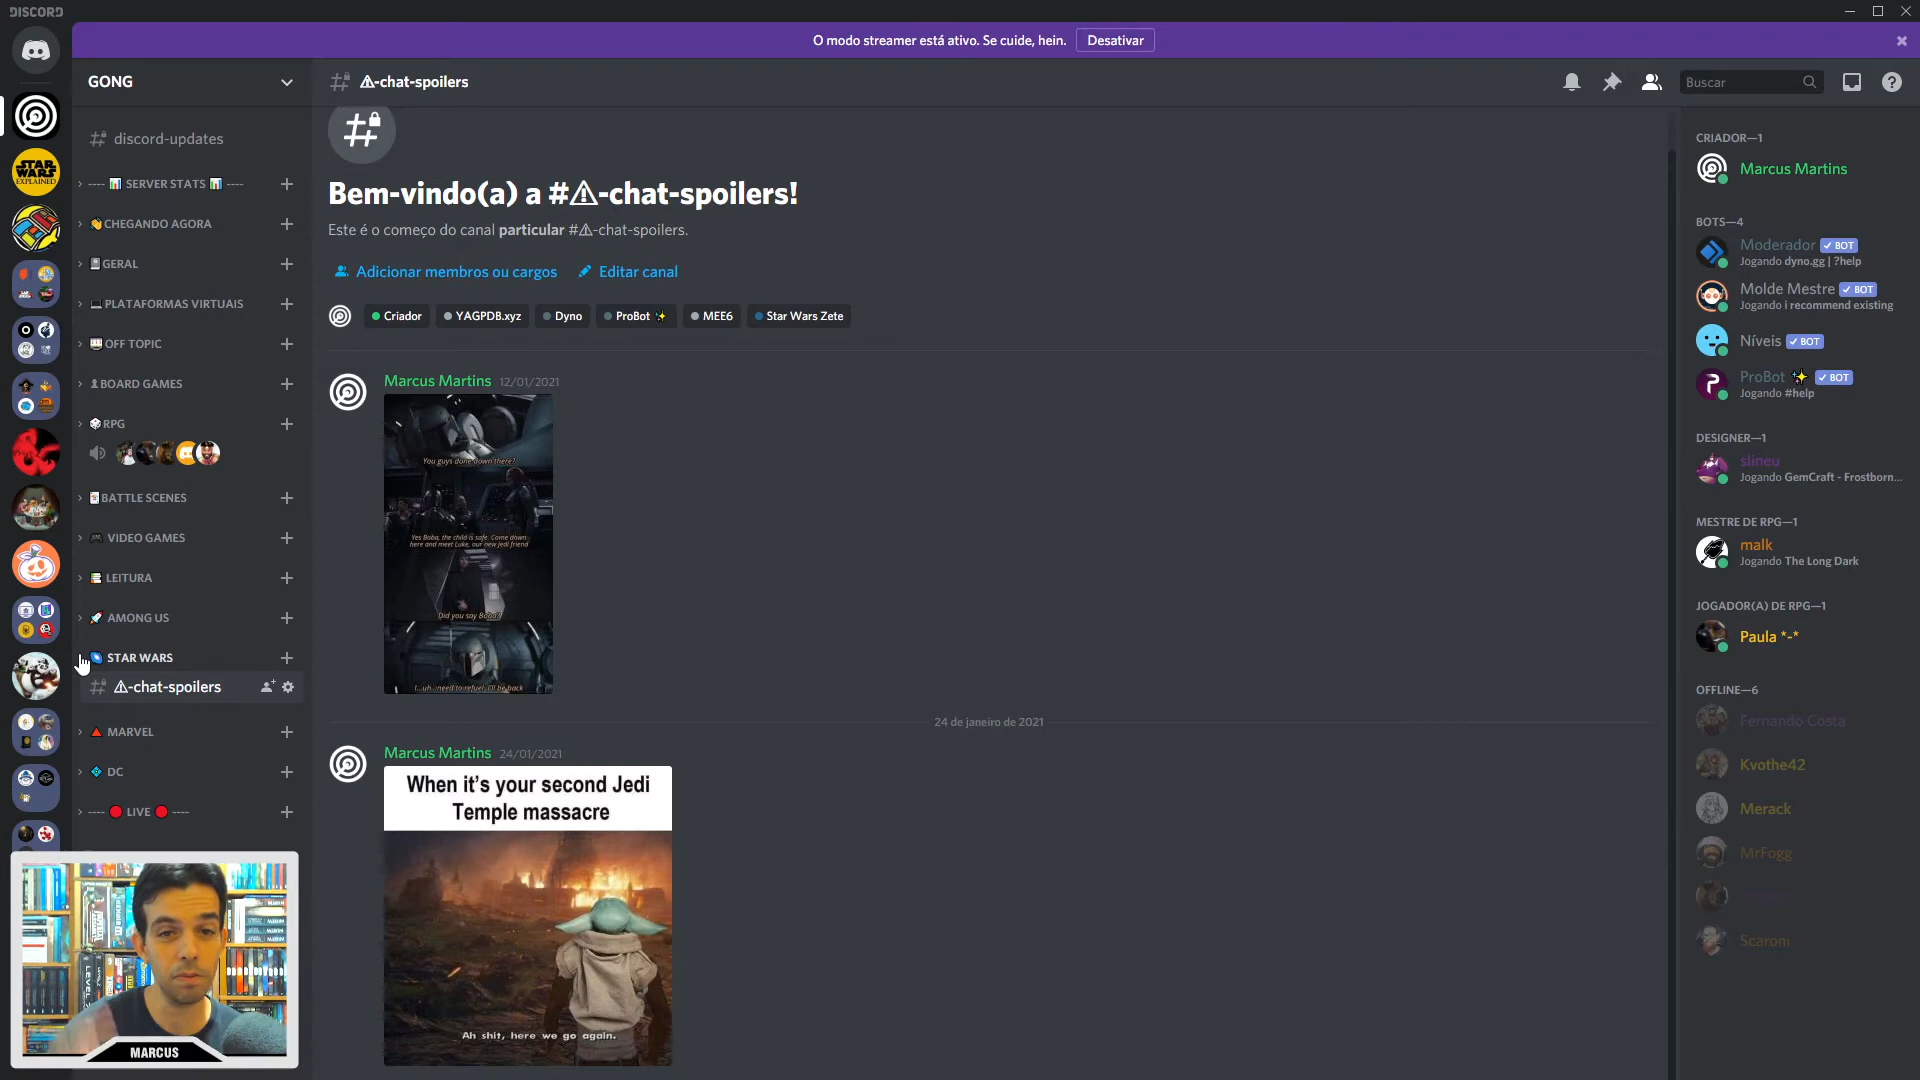 DISCORD
O modo streamer está ativo. Se cuide, hein.
Desativar
GONG
⚠-chat-spoilers
Buscar
STAR WARS
EXPLAINED
discord-updates
---- 📊 SERVER STATS 📊 ----
👋CHEGANDO AGORA
GERAL
💻PLATAFORMAS VIRTUAIS
OFF TOPIC
BOARD GAMES
🎲RPG
BATTLE SCENES
🎮 VIDEO GAMES
📚 LEITURA
🚀 AMONG US
STAR WARS
⚠-chat-spoilers
🔺 MARVEL
💠 DC
---- 🔴 LIVE 🔴 ----
MARCUS
Bem-vindo(a) a #⚠-chat-spoilers!
Este é o começo do canal particular #⚠-chat-spoilers.
Adicionar membros ou cargos
Editar canal
Criador
YAGPDB.xyz
Dyno
ProBot ✨
MEE6
Star Wars Zete
Marcus Martins 12/01/2021
You guys done down there?
Yes Boba, the child is safe. Come down
here and meet Luke, our new Jedi friend
Did you say Boba?
I...uh...need to refuel. I'll be back
24 de janeiro de 2021
Marcus Martins 24/01/2021
When it's your second Jedi
Temple massacre
Ah shit, here we go again.
CRIADOR—1
Marcus Martins
BOTS—4
Moderador ✓ BOT
Jogando dyno.gg | ?help
Molde Mestre ✓ BOT
Jogando i recommend existing
Níveis ✓ BOT
ProBot ✨ ✓ BOT
Jogando #help
DESIGNER—1
slineu
Jogando GemCraft - Frostborn...
MESTRE DE RPG—1
malk
Jogando The Long Dark
JOGADOR(A) DE RPG—1
Paula *-*
OFFLINE—6
Fernando Costa
Kvothe42
Merack
MrFogg
Scaroni